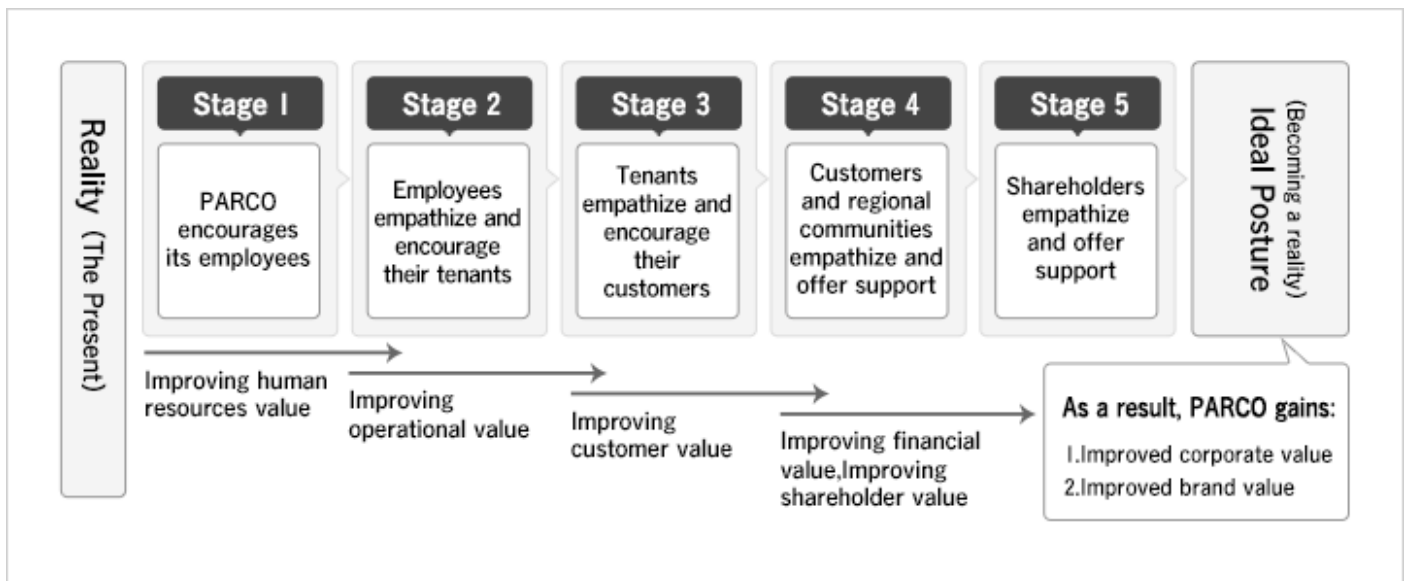 Reality (The Present)
Stage 1
PARCO
encourages
its employees
Stage 2
Employees
empathize and
encourage
their tenants
Stage 3
Tenants
empathize and
encourage
their
customers
Stage 4
Customers
and regional
communities
empathize and
offer support
Stage 5
Shareholders
empathize
and offer
support
(Becoming a reality)
Ideal Posture
Improving human
resources value
Improving
operational value
Improving
customer value
Improving financial
value,Improving
shareholder value
As a result, PARCO gains:
1.Improved corporate value
2.Improved brand value